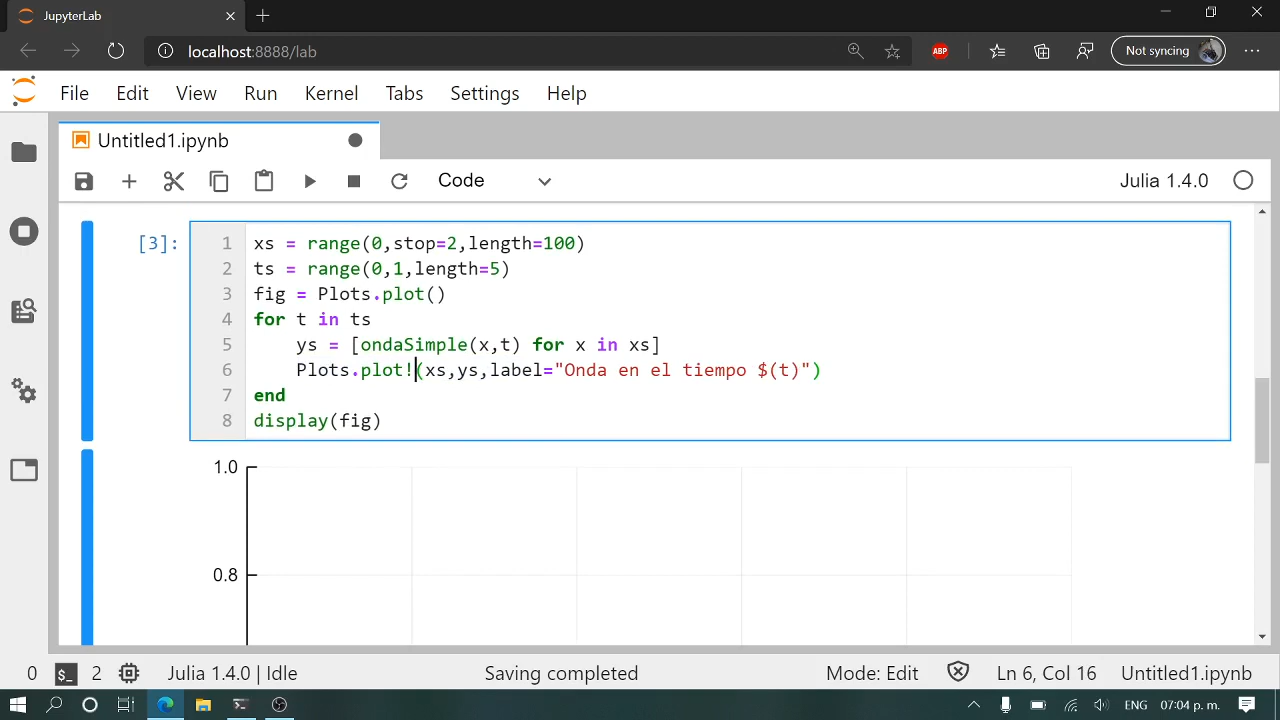 JupyterLab
localhost:8888/lab
ABP
Not syncing
File Edit View Run Kernel Tabs Settings Help
Untitled1.ipynb
Code
Julia 1.4.0
[3]:
1 xs = range(0,stop=2,length=100)
2 ts = range(0,1,length=5)
3 fig = Plots.plot()
4 for t in ts
5     ys = [ondaSimple(x,t) for x in xs]
6     Plots.plot!(xs,ys,label="Onda en el tiempo $(t)")
7 end
8 display(fig)
1.0
0.8
0 $_ 2 Julia 1.4.0 | Idle Saving completed Mode: Edit Ln 6, Col 16 Untitled1.ipynb
ENG 07:04 p. m.